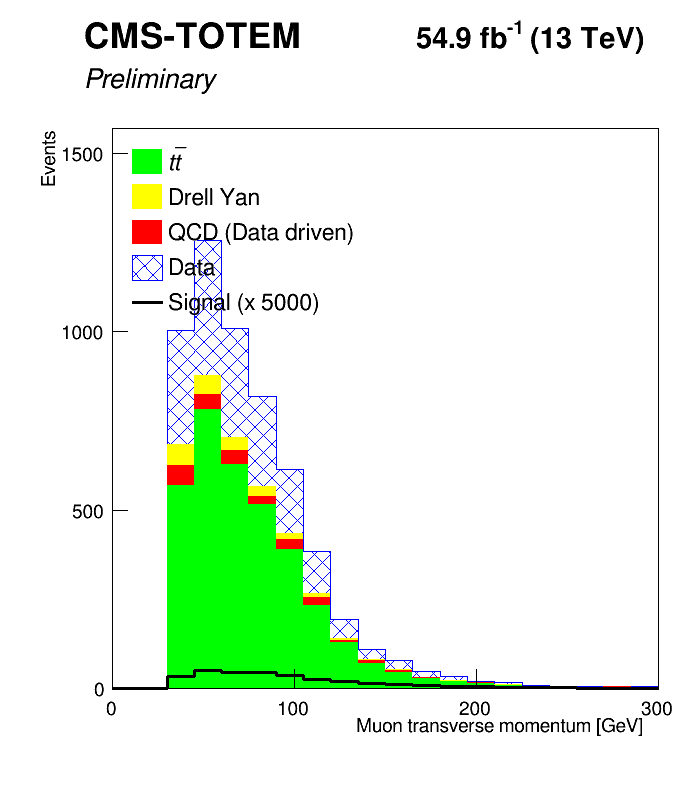 CMS-TOTEM
54.9 fb⁻¹ (13 TeV)
Preliminary
Events
1500
1000
500
0
tt̅
Drell Yan
QCD (Data driven)
Data
Signal (x 5000)
0 100 200 300
Muon transverse momentum [GeV]